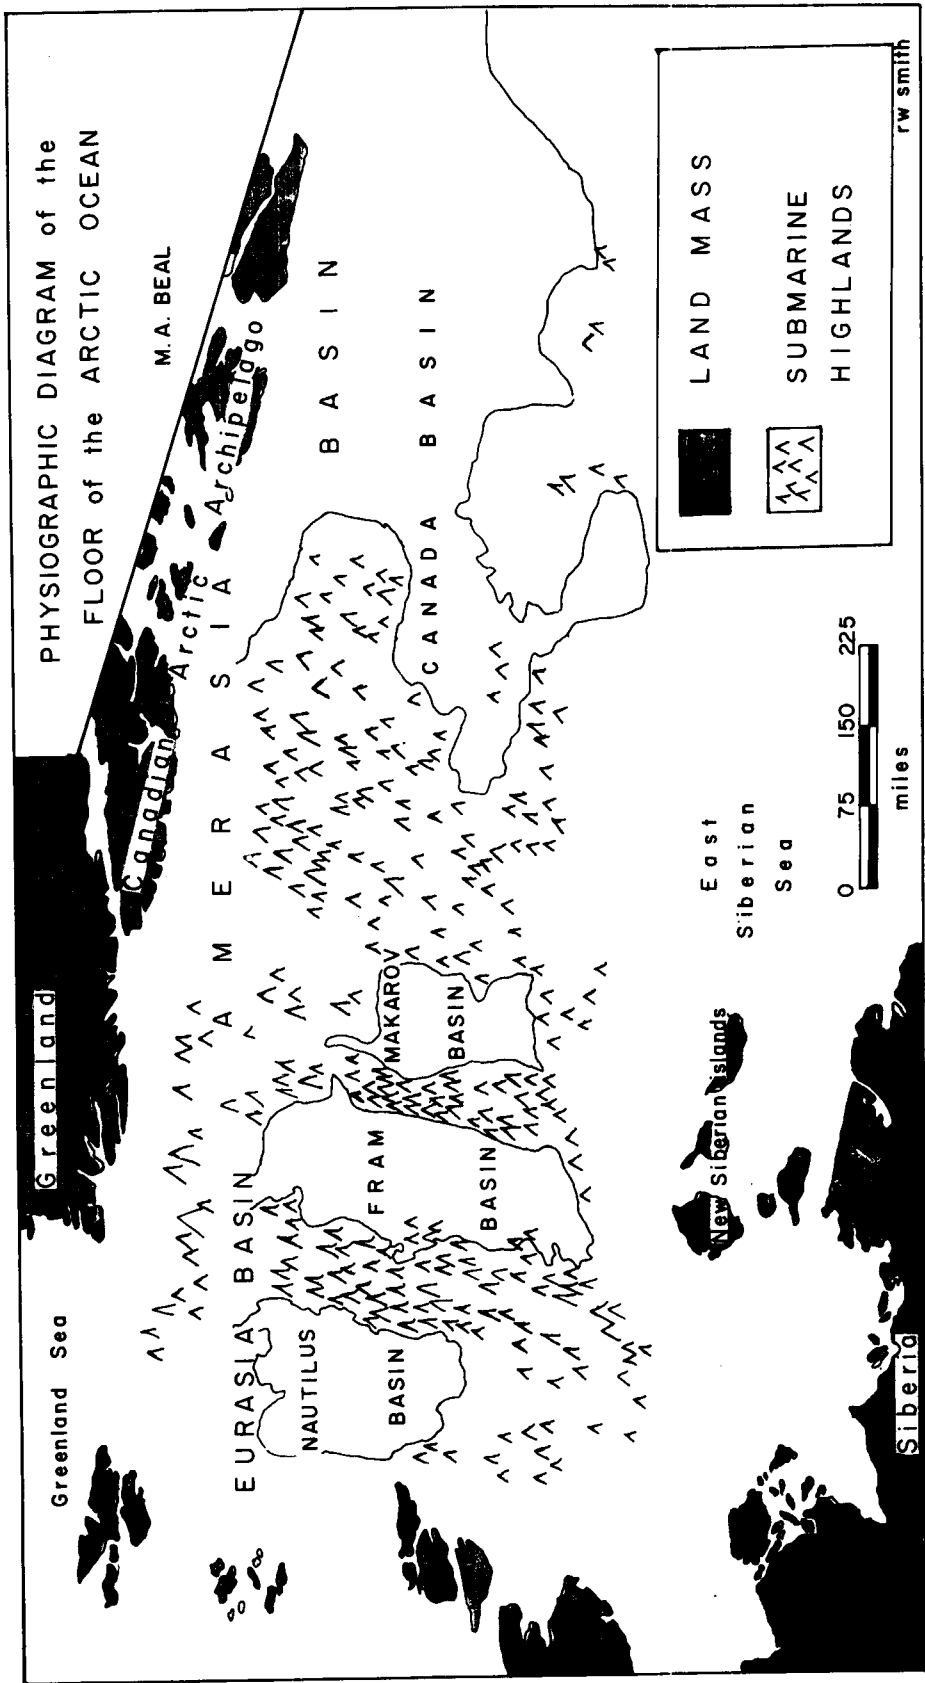 PHYSIOGRAPHIC DIAGRAM of the
FLOOR of the ARCTIC OCEAN
M. A. BEAL
Greenland
Greenland Sea
Canadian Arctic Archipelago
AMERASIA BASIN
CANADA BASIN
EURASIA BASIN
MAKAROV
BASIN
FRAM
BASIN
NAUTILUS
BASIN
East
Siberian
Sea
New Siberian islands
Siberia
0 75 150 225
miles
LAND MASS
SUBMARINE
HIGHLANDS
rw smith